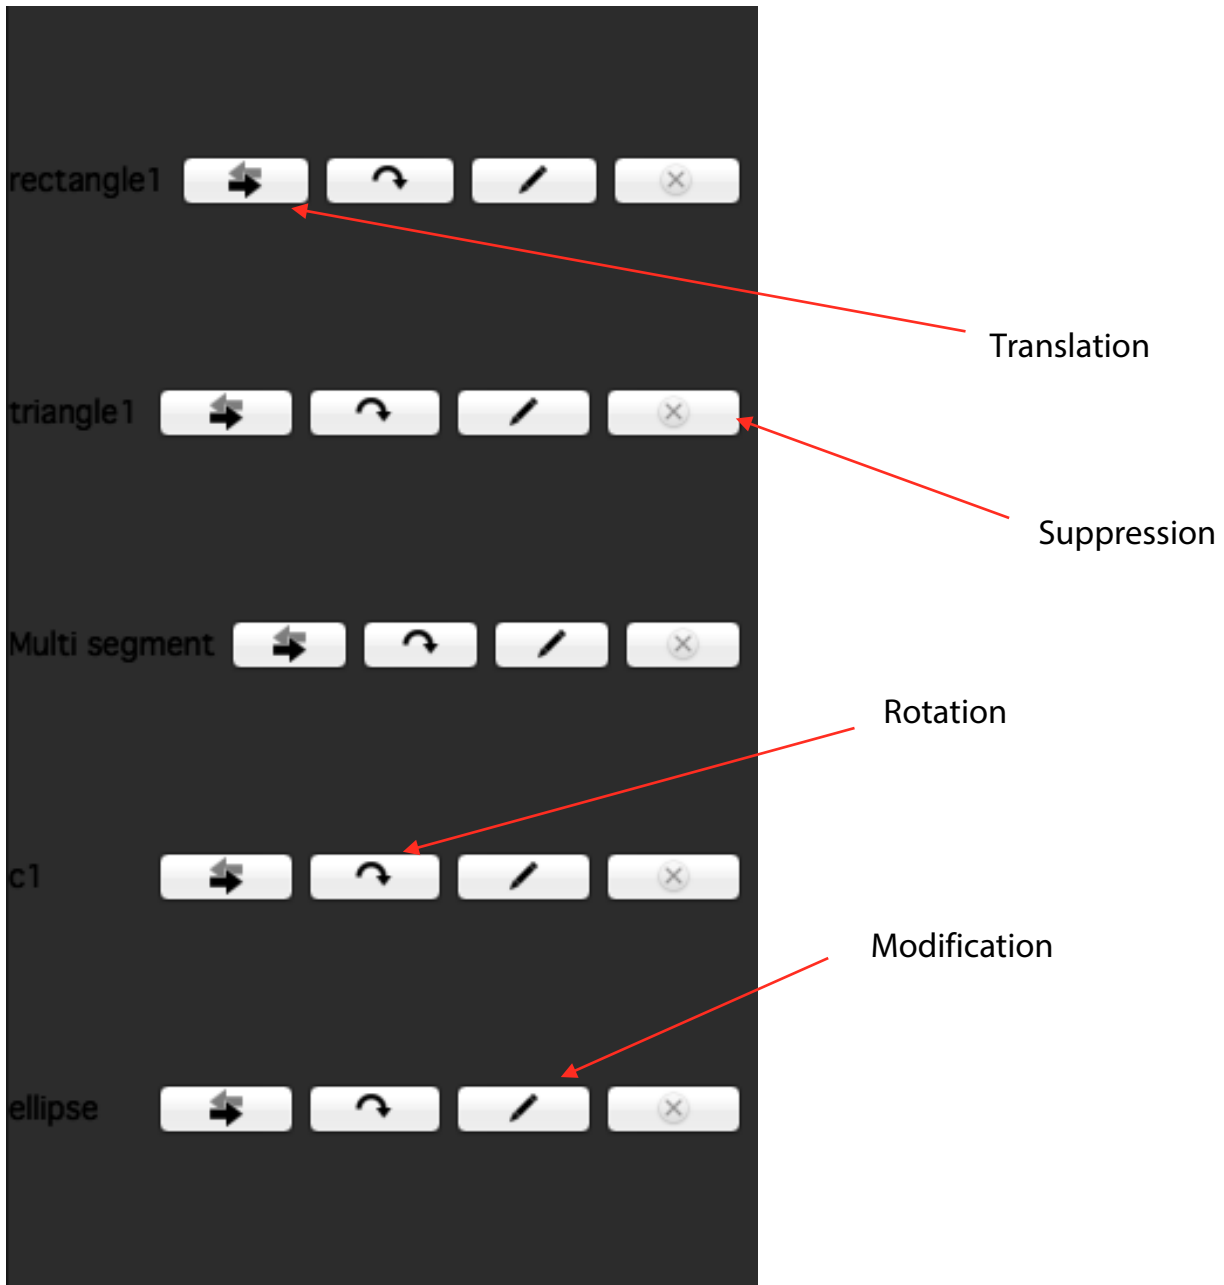 rectangle1
Translation
triangle1
Suppression
Multi segment
Rotation
c1
Modification
ellipse